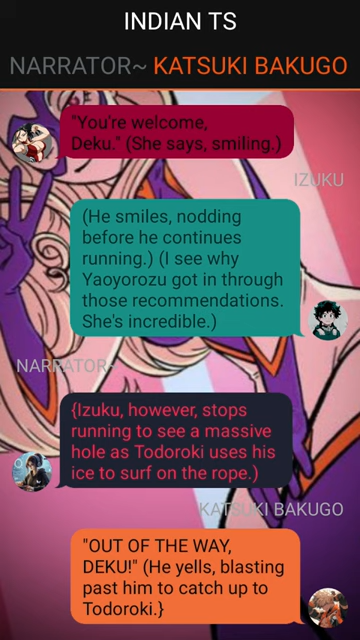 INDIAN TS
NARRATOR~ KATSUKI BAKUGO
"You're welcome,
Deku." (She says, smiling.)
IZUKU
(He smiles, nodding
before he continues
running.) (I see why
Yaoyorozu got in through
those recommendations.
She's incredible.)
NARRATOR~
{Izuku, however, stops
running to see a massive
hole as Todoroki uses his
ice to surf on the rope.)
KATSUKI BAKUGO
"OUT OF THE WAY,
DEKU!" (He yells, blasting
past him to catch up to
Todoroki.}